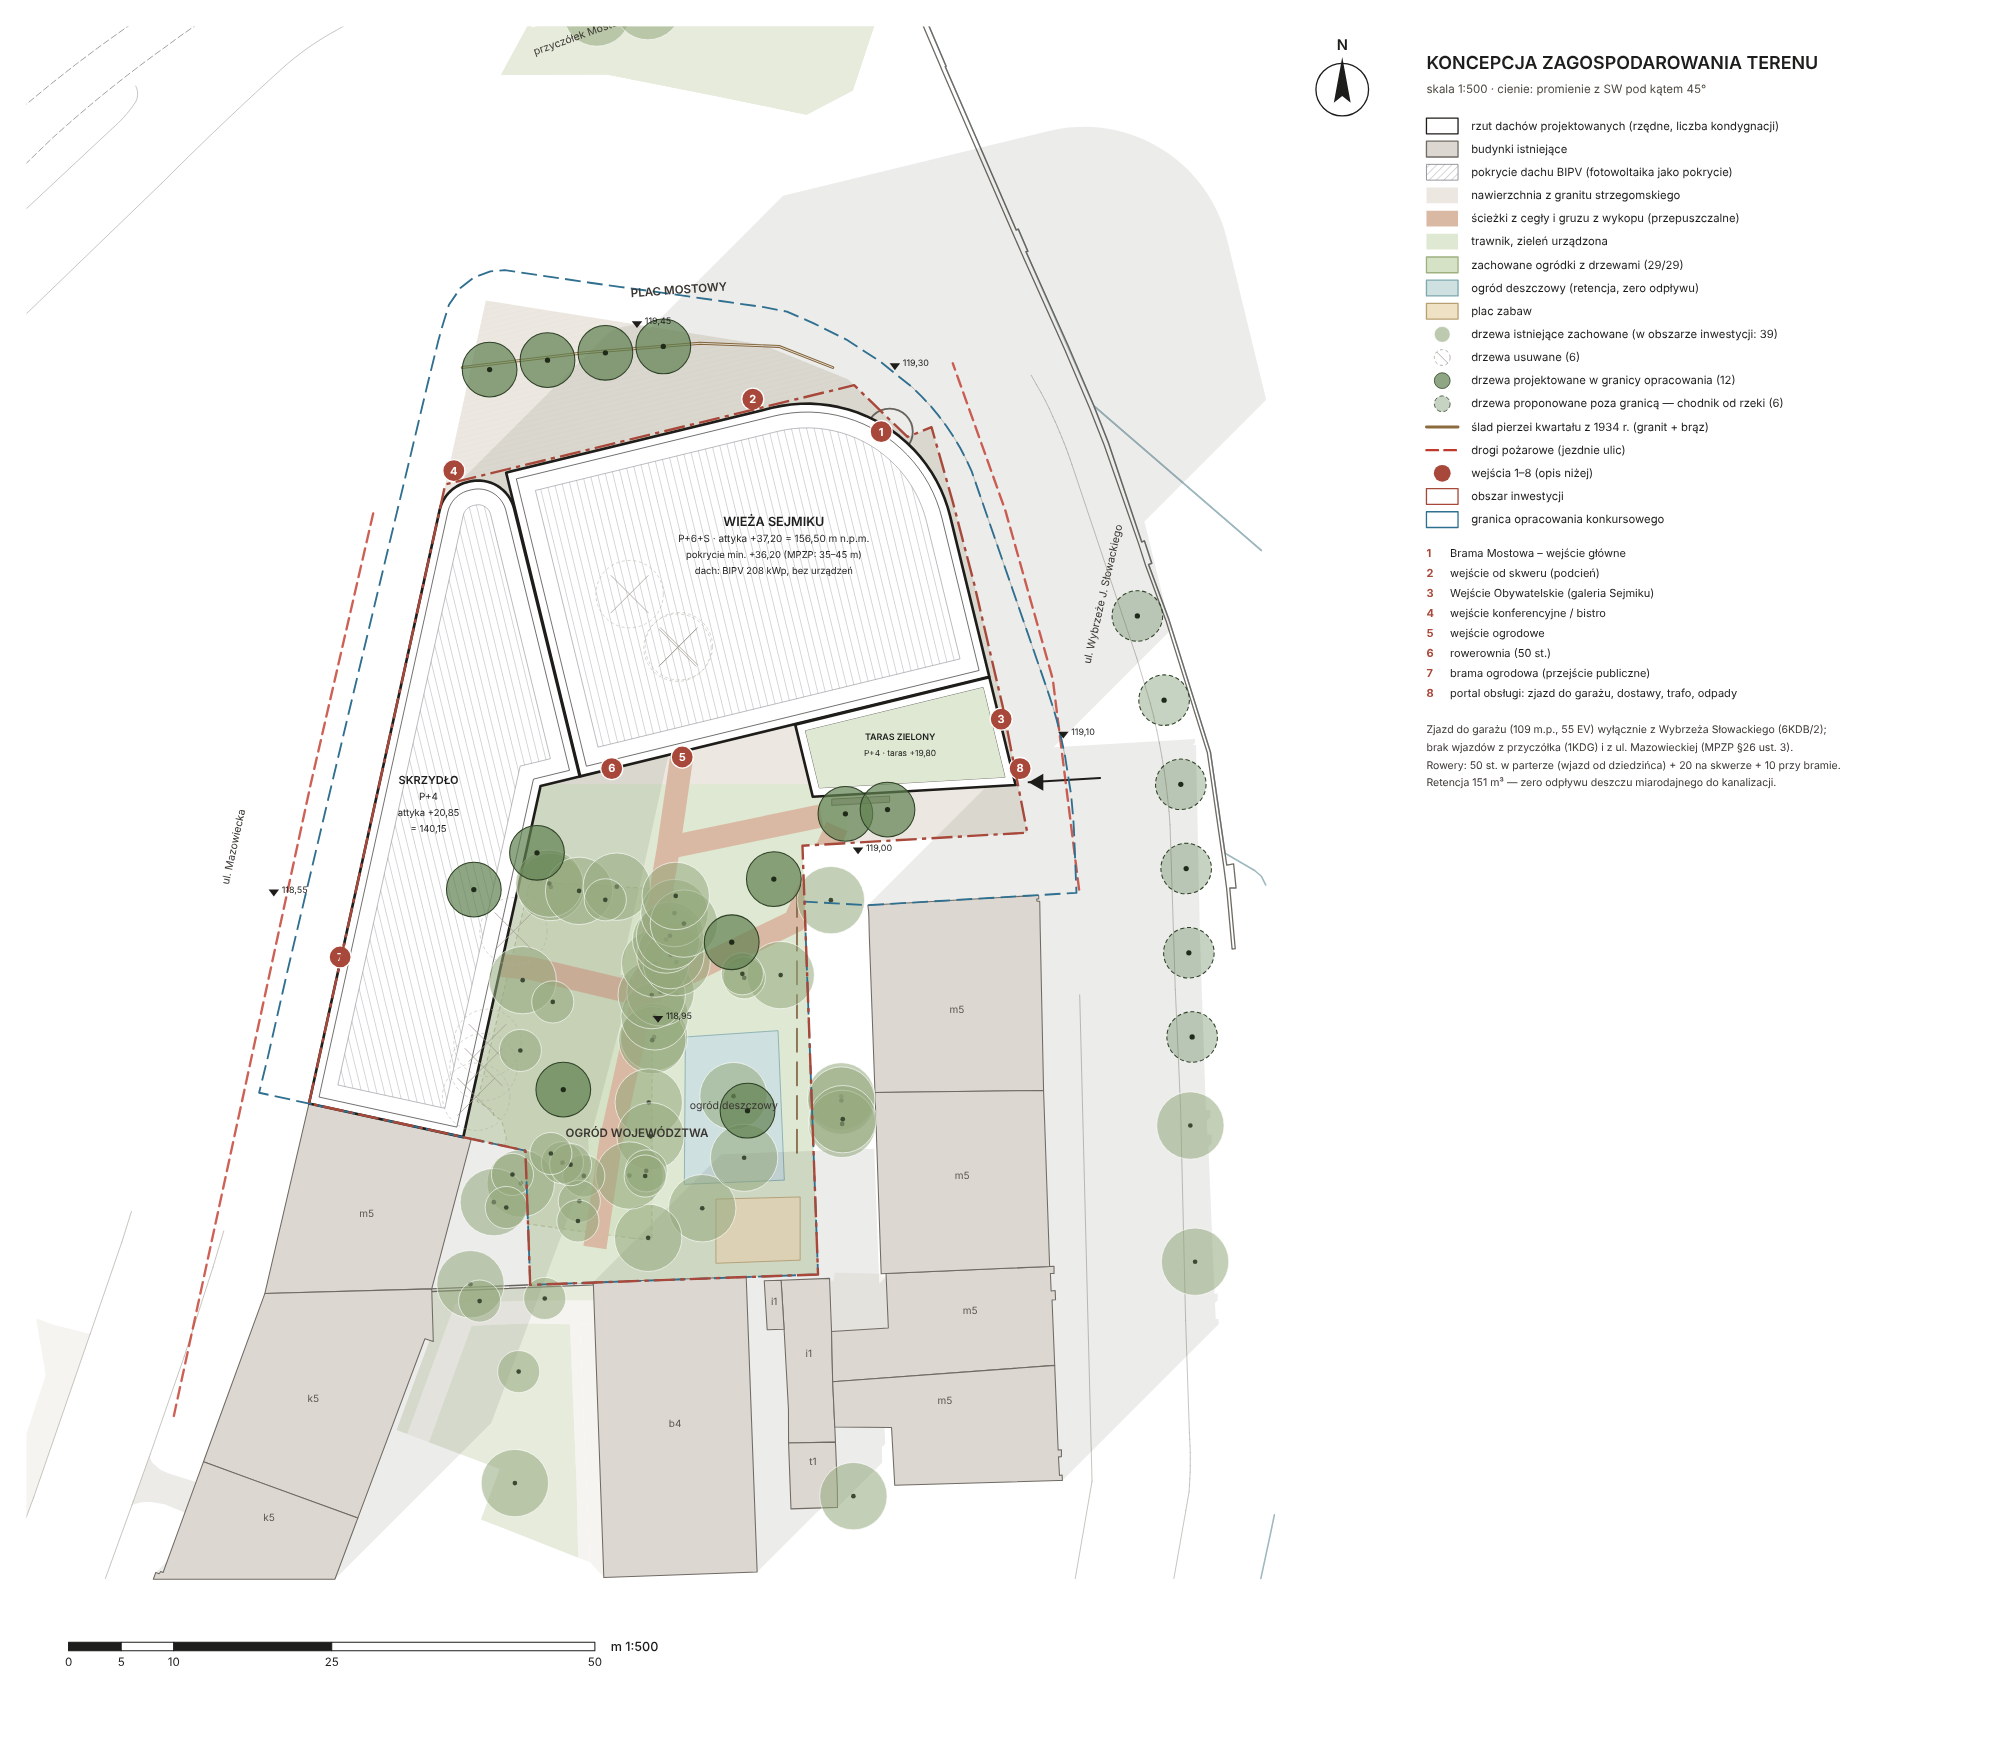 przyczółek Mosto
PLAC MOSTOWY
119,45
119,30
2
1
4
WIEŻA SEJMIKU
P+6+S · attyka +37,20 = 156,50 m n.p.m.
pokrycie min. +36,20 (MPZP: 35–45 m)
dach: BIPV 208 kWp, bez urządzeń
ul. Wybrzeże J. Słowackiego
3
119,10
TARAS ZIELONY
P+4 · taras +19,80
5
6
8
SKRZYDŁO
P+4
attyka +20,85
= 140,15
ul. Mazowiecka
119,00
118,55
7
118,95
m5
ogród deszczowy
OGRÓD WOJEWÓDZTWA
m5
m5
i1
m5
i1
k5
m5
b4
t1
k5
0
5
10
25
50
m 1:500
N
KONCEPCJA ZAGOSPODAROWANIA TERENU
skala 1:500 · cienie: promienie z SW pod kątem 45°
rzut dachów projektowanych (rzędne, liczba kondygnacji)
budynki istniejące
pokrycie dachu BIPV (fotowoltaika jako pokrycie)
nawierzchnia z granitu strzegomskiego
ścieżki z cegły i gruzu z wykopu (przepuszczalne)
trawnik, zieleń urządzona
zachowane ogródki z drzewami (29/29)
ogród deszczowy (retencja, zero odpływu)
plac zabaw
drzewa istniejące zachowane (w obszarze inwestycji: 39)
drzewa usuwane (6)
drzewa projektowane w granicy opracowania (12)
drzewa proponowane poza granicą — chodnik od rzeki (6)
ślad pierzei kwartału z 1934 r. (granit + brąz)
drogi pożarowe (jezdnie ulic)
wejścia 1–8 (opis niżej)
obszar inwestycji
granica opracowania konkursowego
1 Brama Mostowa – wejście główne
2 wejście od skweru (podcień)
3 Wejście Obywatelskie (galeria Sejmiku)
4 wejście konferencyjne / bistro
5 wejście ogrodowe
6 rowerownia (50 st.)
7 brama ogrodowa (przejście publiczne)
8 portal obsługi: zjazd do garażu, dostawy, trafo, odpady
Zjazd do garażu (109 m.p., 55 EV) wyłącznie z Wybrzeża Słowackiego (6KDB/2);
brak wjazdów z przyczółka (1KDG) i z ul. Mazowieckiej (MPZP §26 ust. 3).
Rowery: 50 st. w parterze (wjazd od dziedzińca) + 20 na skwerze + 10 przy bramie.
Retencja 151 m³ — zero odpływu deszczu miarodajnego do kanalizacji.